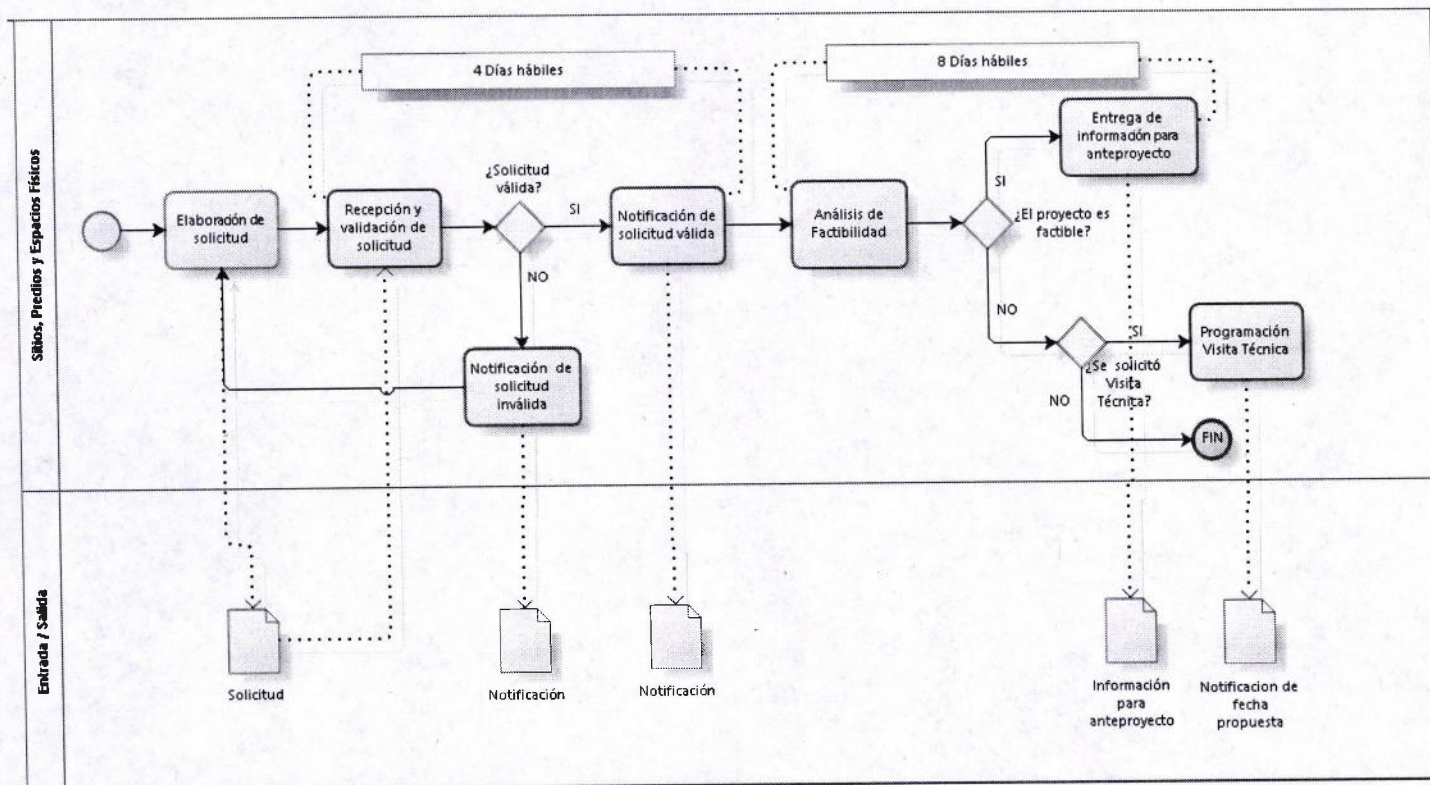 Sitios, Predios y Espacios Físicos
4 Días hábiles
8 Días hábiles
Elaboración de
solicitud
Recepción y
validación de
solicitud
¿Solicitud
válida?
SI
NO
Notificación de
solicitud válida
Notificación de
solicitud
inválida
Análisis de
Factibilidad
¿El proyecto es
factible?
SI
Entrega de
información para
anteproyecto
NO
¿Se solicitó
Visita
Técnica?
SI
Programación
Visita Técnica
NO
FIN
Entrada / Salida
Solicitud
Notificación
Notificación
Información
para
anteproyecto
Notificacion de
fecha
propuesta